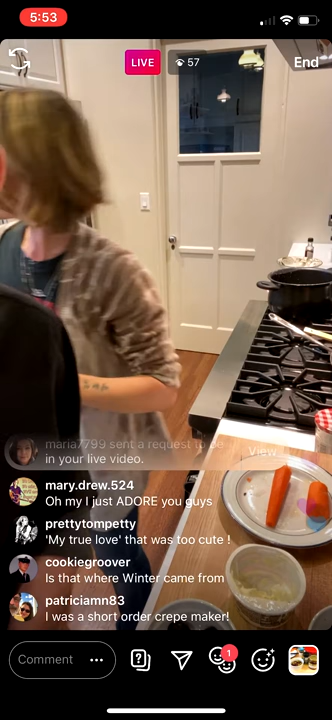 5:53
LIVE
57
End
maria7799 sent a request to be
in your live video.
View
mary.drew.524
Oh my I just ADORE you guys
prettytompetty
'My true love' that was too cute !
cookiegroover
Is that where Winter came from
patriciamn83
I was a short order crepe maker!
Comment
1